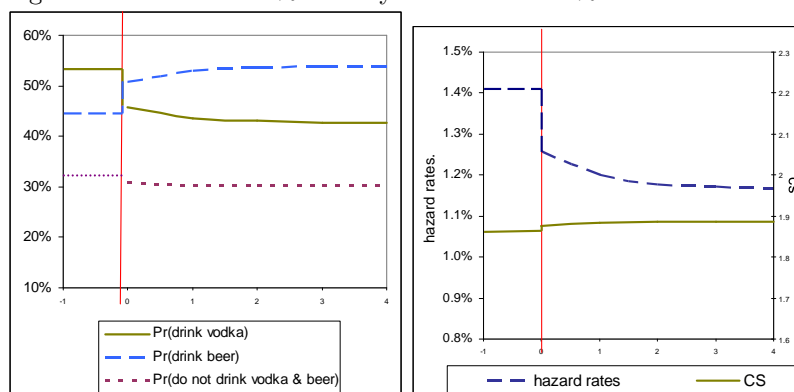 60%
50%
40%
30%
20%
10%
-1 0 1 2 3 4
Pr(drink vodka)
Pr(drink beer)
Pr(do not drink vodka & beer)
1.5%
1.4%
1.3%
1.2%
1.1%
1.0%
0.9%
0.8%
hazard rates.
2.3
2.2
2.1
2
1.9
1.8
1.7
1.6
CS
-1 0 1 2 3 4
hazard rates CS